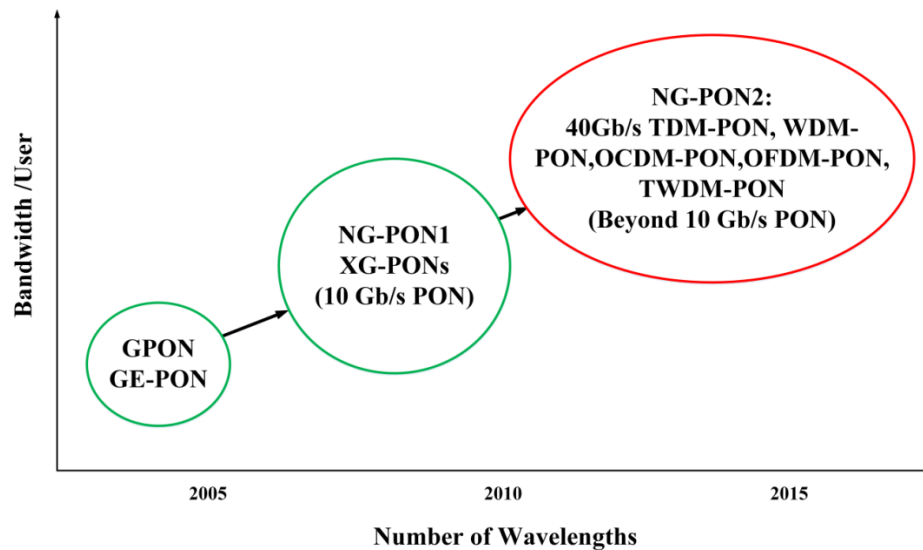 NG-PON2:
40Gb/s TDM-PON, WDM-
PON,OCDM-PON,OFDM-PON,
TWDM-PON
(Beyond 10 Gb/s PON)
NG-PON1
XG-PONs
(10 Gb/s PON)
GPON
GE-PON
Bandwidth /User
2005
2010
2015
Number of Wavelengths